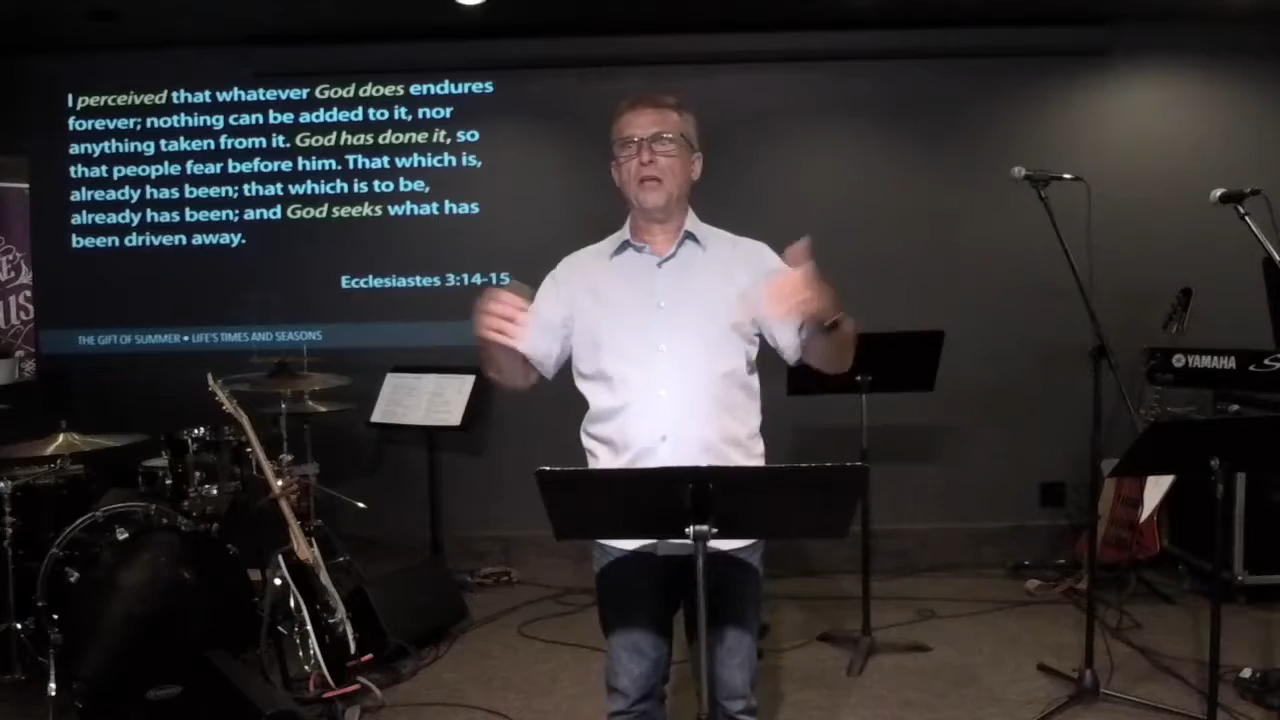 I perceived that whatever God does endures
forever; nothing can be added to it, nor
anything taken from it. God has done it, so
that people fear before him. That which is,
already has been; that which is to be,
already has been; and God seeks what has
been driven away.
Ecclesiastes 3:14-15
THE GIFT OF SUMMER • LIFE'S TIMES AND SEASONS
US
YAMAHA